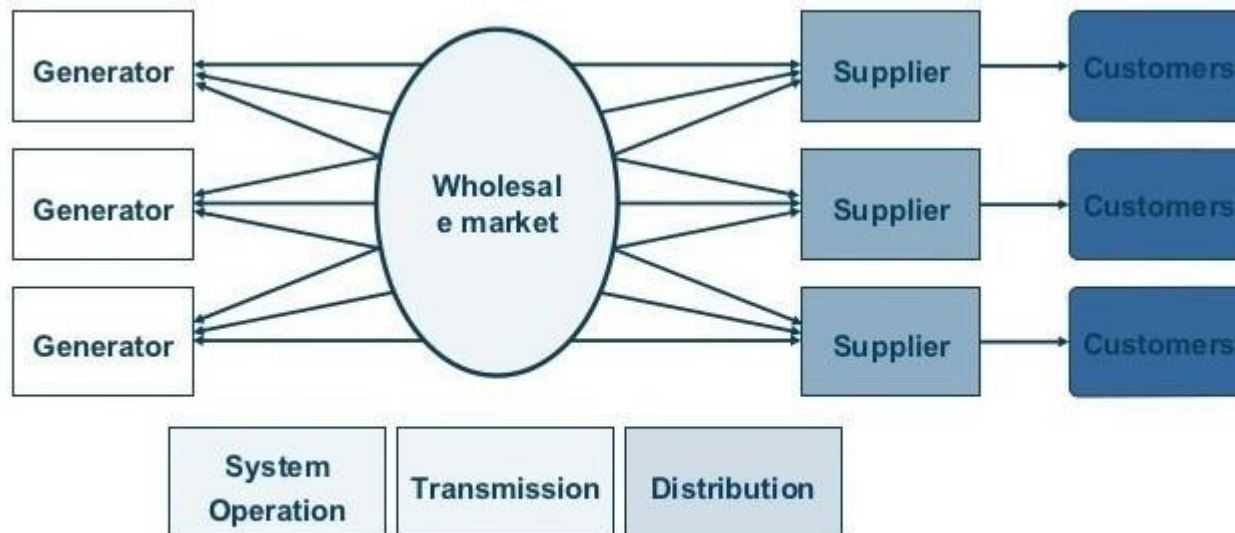 Generator
Supplier
Customers
Wholesal
e market
Generator
Supplier
Customers
Generator
Supplier
Customers
System
Operation
Transmission
Distribution